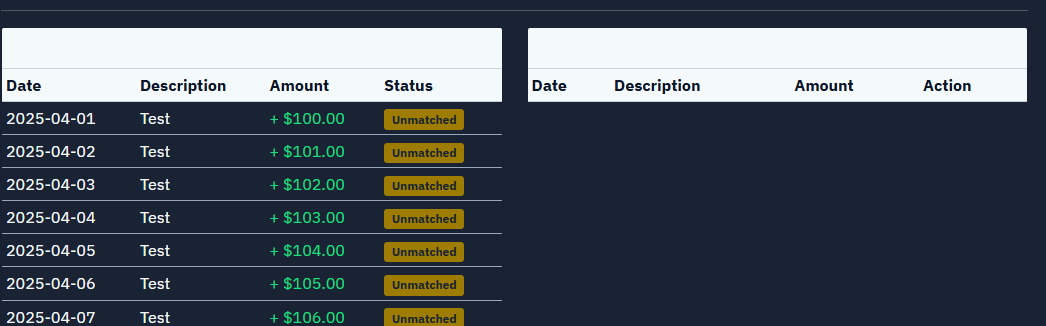 Date Description Amount Status
2025-04-01 Test + $100.00 Unmatched
2025-04-02 Test + $101.00 Unmatched
2025-04-03 Test + $102.00 Unmatched
2025-04-04 Test + $103.00 Unmatched
2025-04-05 Test + $104.00 Unmatched
2025-04-06 Test + $105.00 Unmatched
2025-04-07 Test + $106.00 Unmatched
Date Description Amount Action